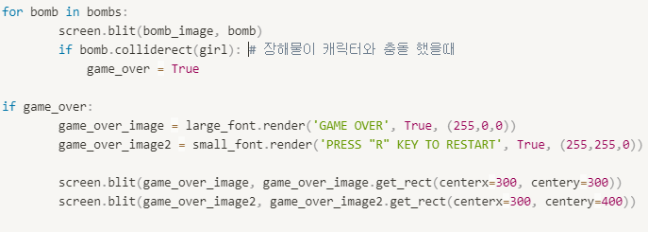 for bomb in bombs:
screen.blit(bomb_image, bomb)
if bomb.colliderect(girl): # 장해물이 캐릭터와 충돌 했을때
game_over = True
if game_over:
game_over_image = large_font.render('GAME OVER', True, (255,0,0))
game_over_image2 = small_font.render('PRESS "R" KEY TO RESTART', True, (255,255,0))
screen.blit(game_over_image, game_over_image.get_rect(centerx=300, centery=300))
screen.blit(game_over_image2, game_over_image2.get_rect(centerx=300, centery=400))